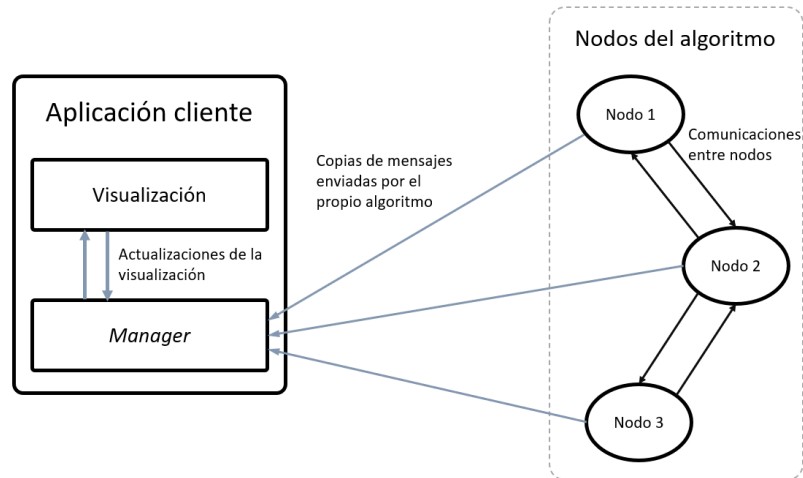 Aplicación cliente
Visualización
Actualizaciones de la
visualización
Manager
Copias de mensajes
enviadas por el
propio algoritmo
Nodos del algoritmo
Nodo 1
Comunicaciones
entre nodos
Nodo 2
Nodo 3